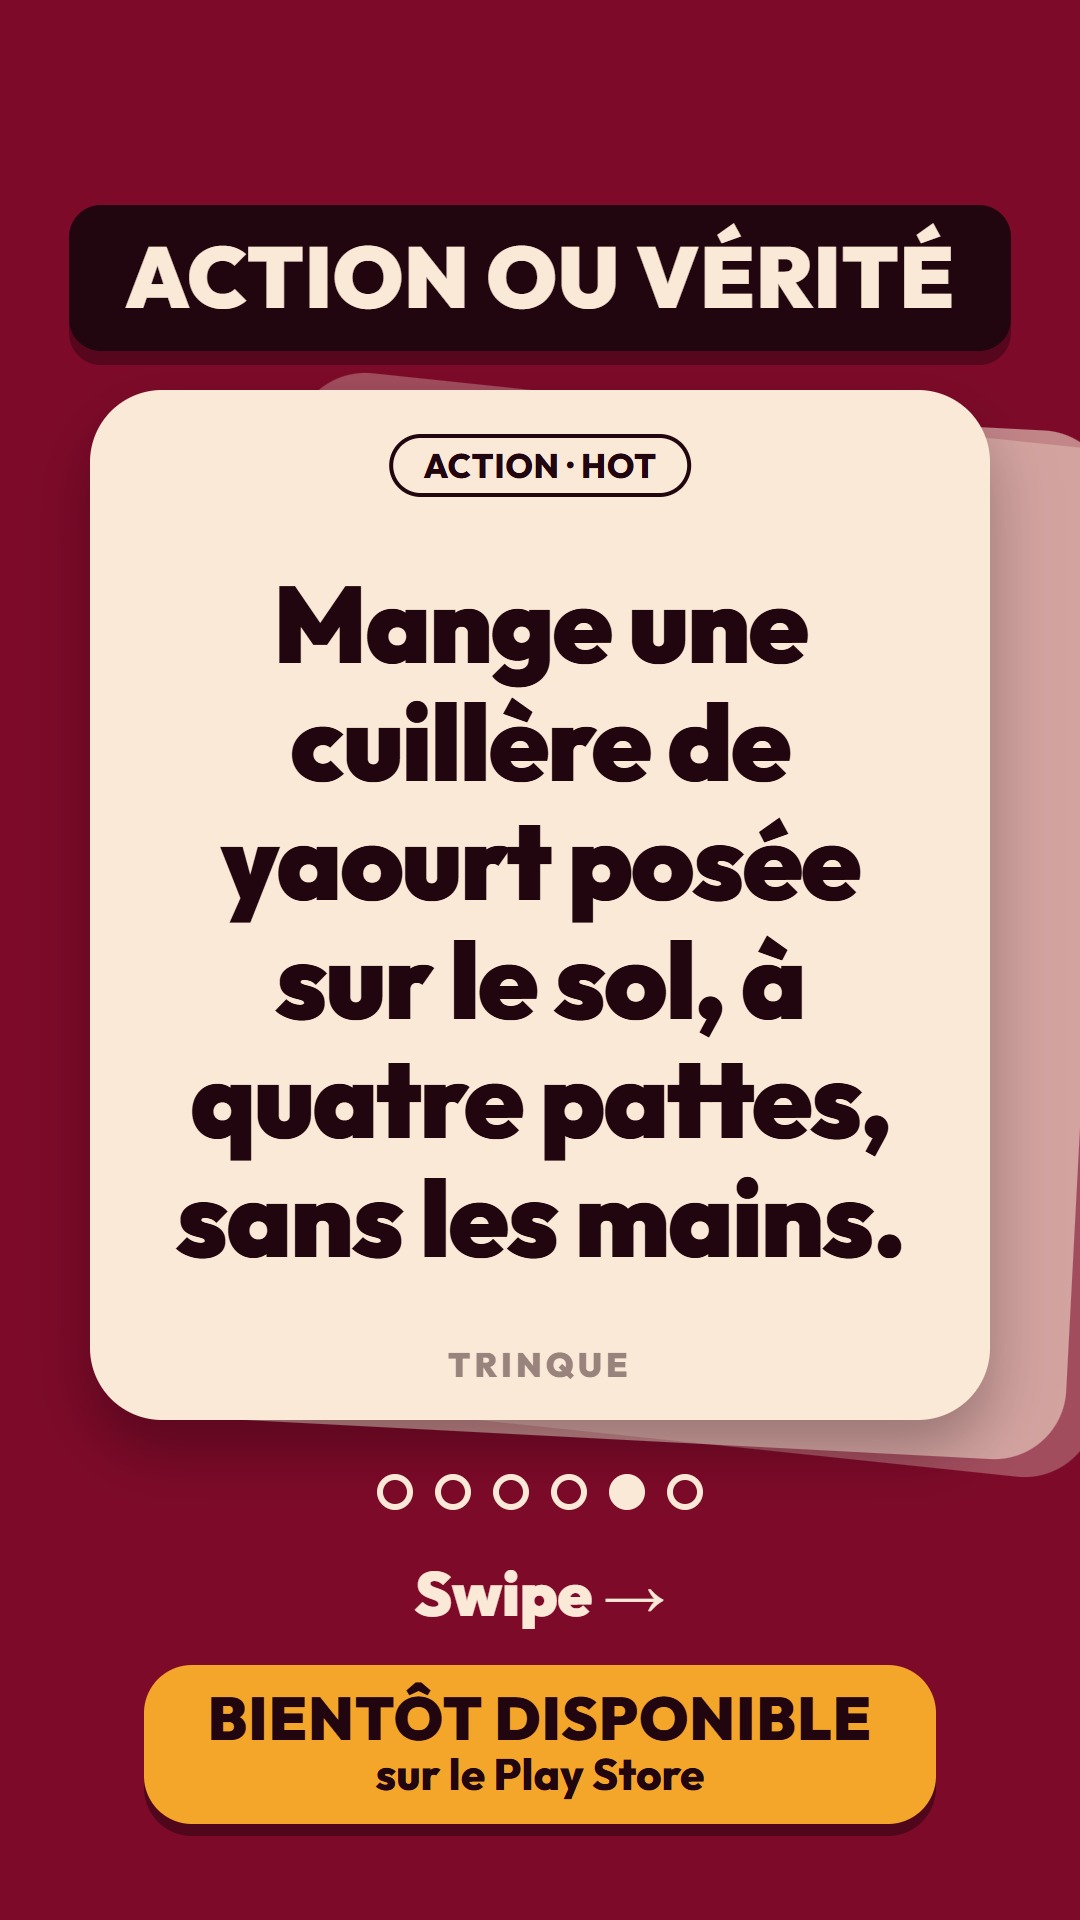 ACTION OU VÉRITÉ
ACTION · HOT
Mange une
cuillère de
yaourt posée
sur le sol, à
quatre pattes,
sans les mains.
TRINQUE
Swipe →
BIENTÔT DISPONIBLE
sur le Play Store